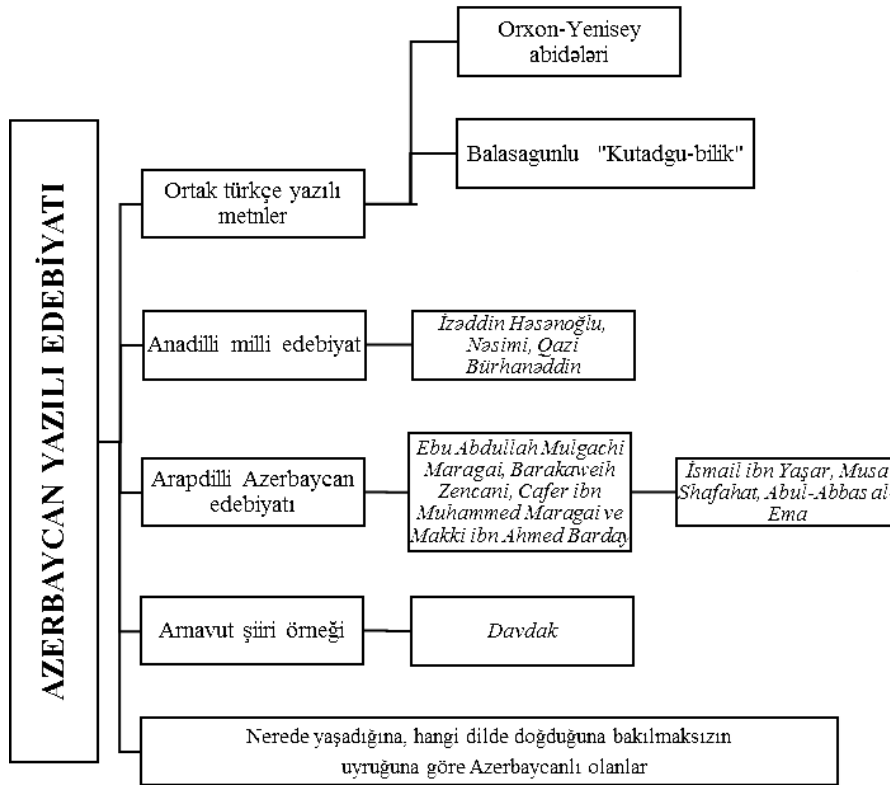 AZERBAYCAN YAZILI EDEBİYATI
Orxon-Yenisey
abidələri
Balasagunlu "Kutadgu-bilik"
Ortak türkçe yazılı
metnler
Anadilli milli edebiyat
İzəddin Həsənoğlu,
Nəsimi, Qazi
Bürhanəddin
Arapdilli Azerbaycan
edebiyatı
Ebu Abdullah Mulgachi
Maragai, Barakaweih
Zencani, Cafer ibn
Muhammed Maragai ve
Makki ibn Ahmed Barday
İsmail ibn Yaşar, Musa
Shafahat, Abul-Abbas al-
Ema
Arnavut şiiri örneği
Davdak
Nerede yaşadığına, hangi dilde doğduğuna bakılmaksızın
uyruğuna göre Azerbaycanlı olanlar